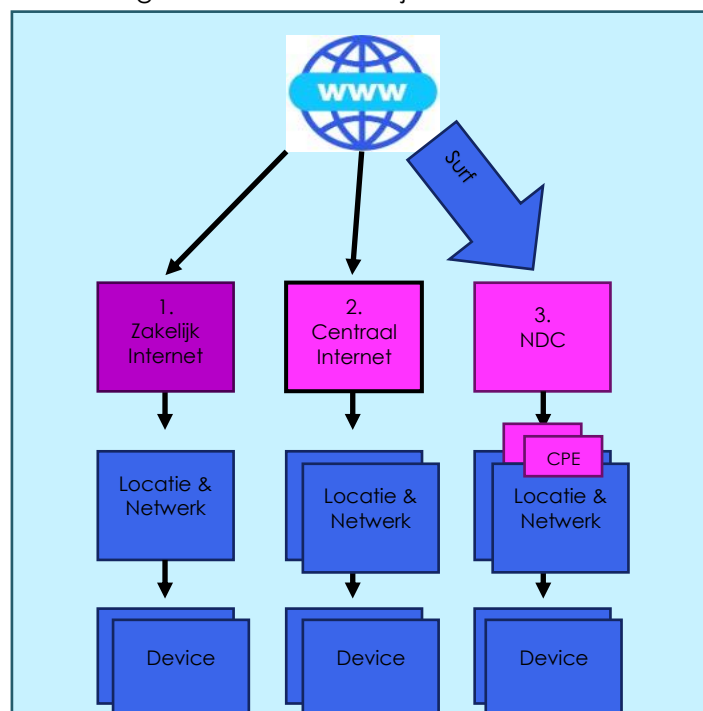 www
Surf
1.
Zakelijk
Internet
2.
Centraal
Internet
3.
NDC
CPE
Locatie &
Netwerk
Locatie &
Netwerk
Locatie &
Netwerk
Device
Device
Device